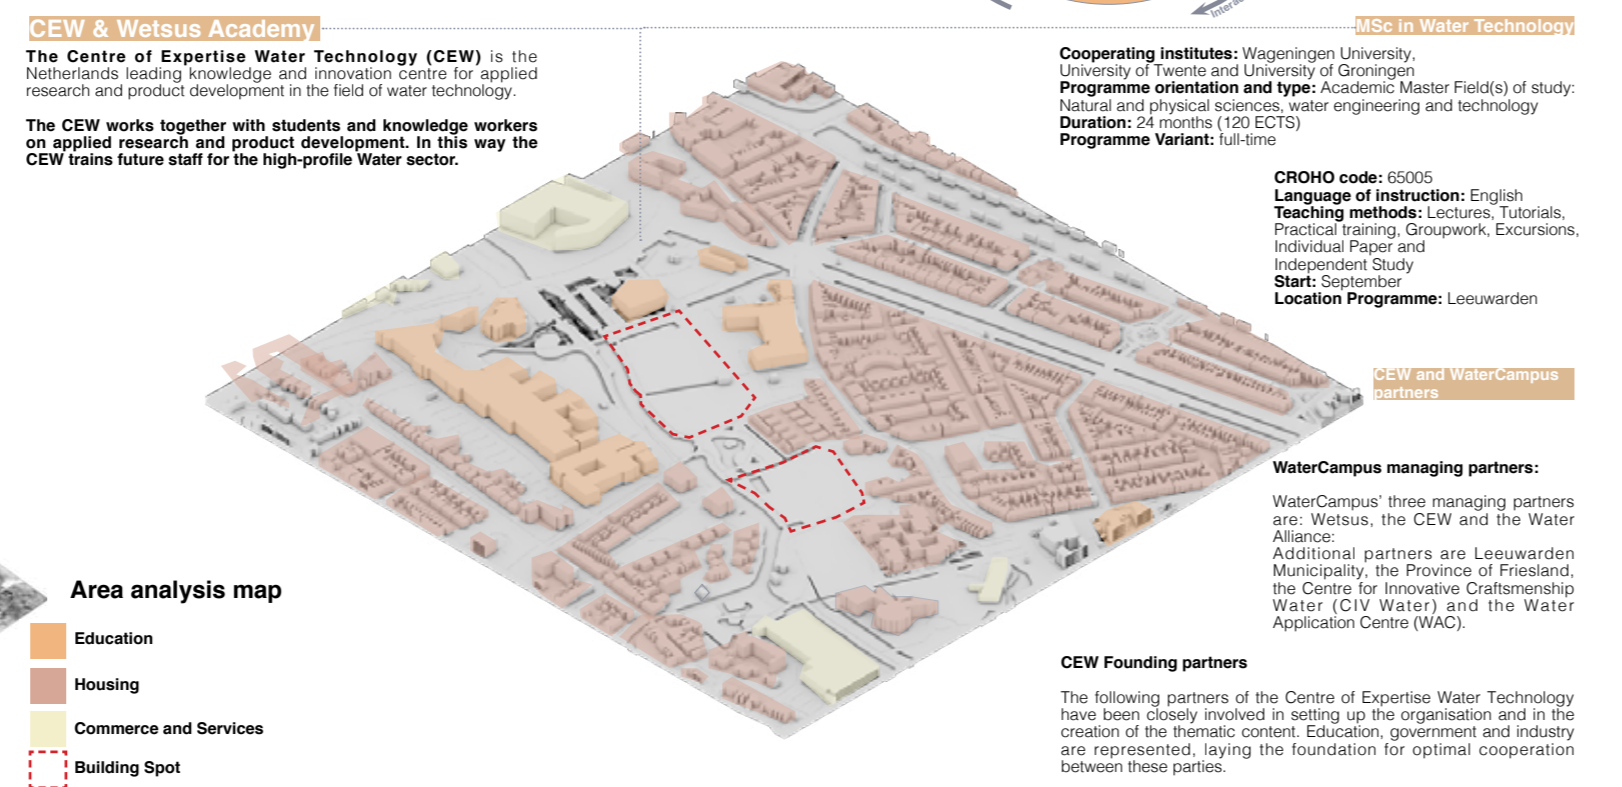 Intera
CEW & Wetsus Academy
The Centre of Expertise Water Technology (CEW) is the
Netherlands leading knowledge and innovation centre for applied
research and product development in the field of water technology.
The CEW works together with students and knowledge workers
on applied research and product development. In this way the
CEW trains future staff for the high-profile Water sector.
MSc in Water Technology
Cooperating institutes: Wageningen University,
University of Twente and University of Groningen
Programme orientation and type: Academic Master Field(s) of study:
Natural and physical sciences, water engineering and technology
Duration: 24 months (120 ECTS)
Programme Variant: full-time
CROHO code: 65005
Language of instruction: English
Teaching methods: Lectures, Tutorials,
Practical training, Groupwork, Excursions,
Individual Paper and
Independent Study
Start: September
Location Programme: Leeuwarden
CEW and WaterCampus
partners
WaterCampus managing partners:
WaterCampus' three managing partners
are: Wetsus, the CEW and the Water
Alliance:
Additional partners are Leeuwarden
Municipality, the Province of Friesland,
the Centre for Innovative Craftsmenship
Water (CIV Water) and the Water
Application Centre (WAC).
CEW Founding partners
The following partners of the Centre of Expertise Water Technology
have been closely involved in setting up the organisation and in the
creation of the thematic content. Education, government and industry
are represented, laying the foundation for optimal cooperation
between these parties.
Area analysis map
Education
Housing
Commerce and Services
Building Spot